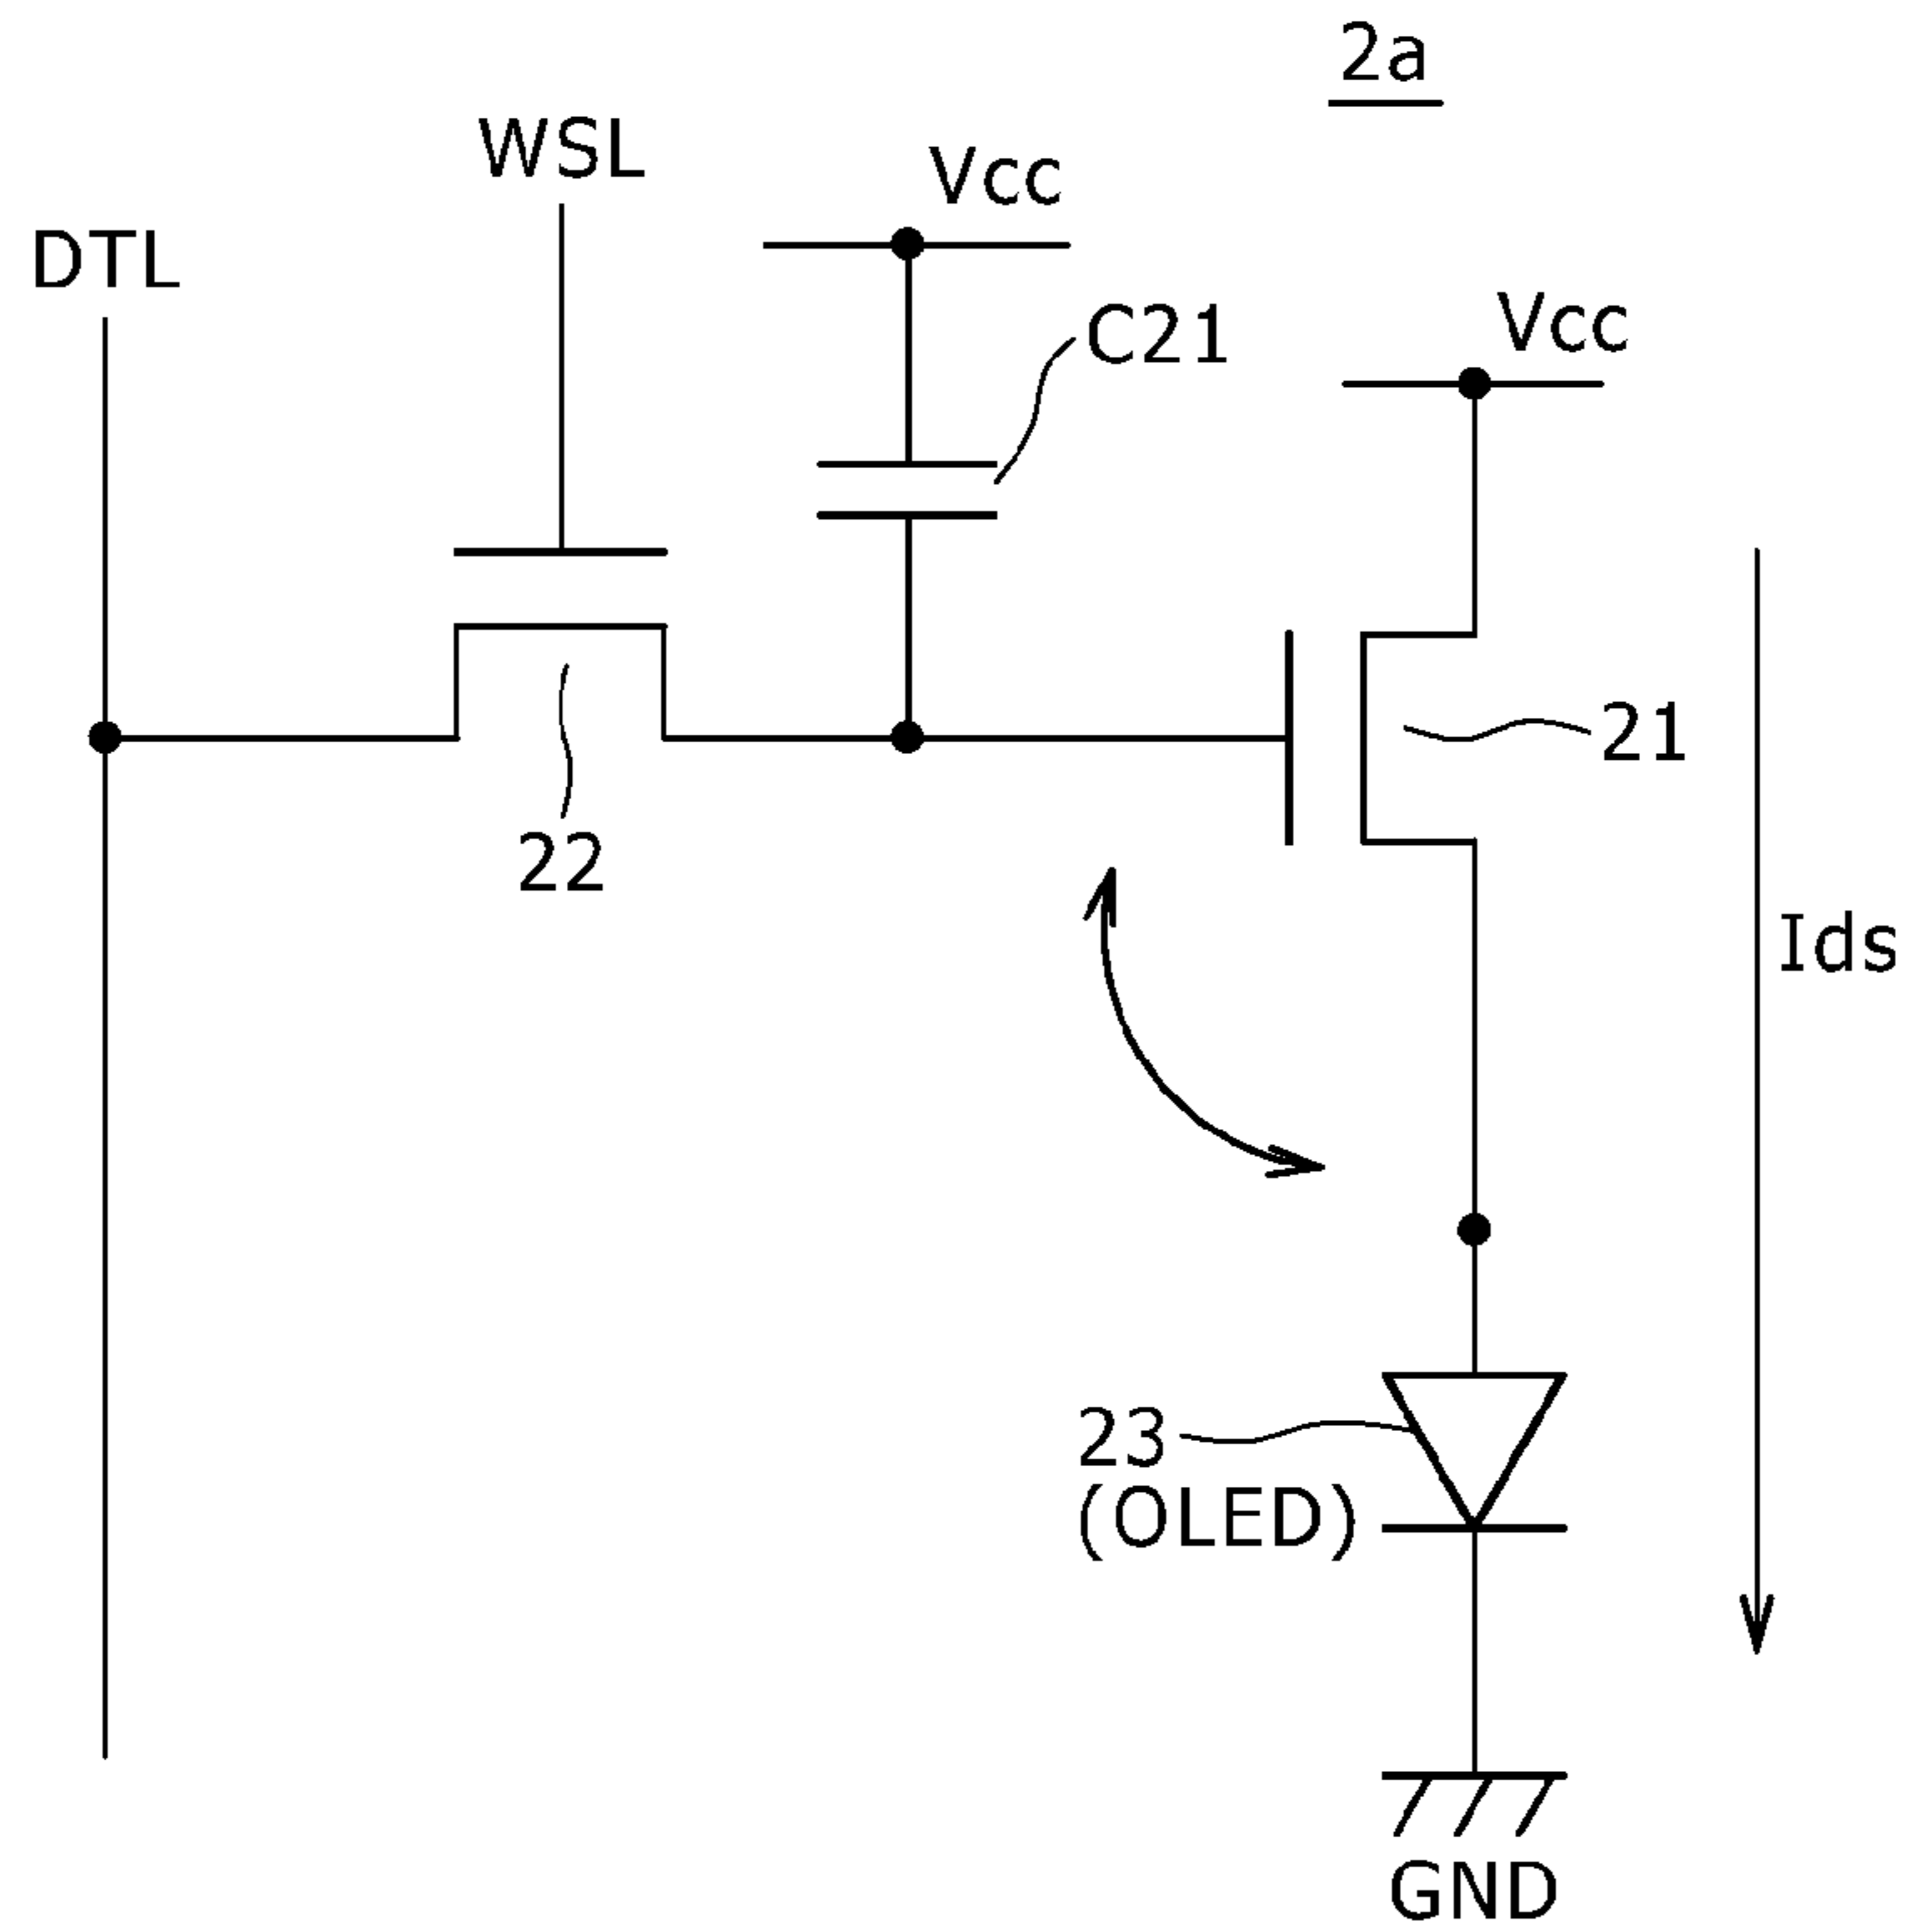 2a
WSL
Vcc
DTL
C21
Vcc
21
22
Ids
23
(OLED)
GND